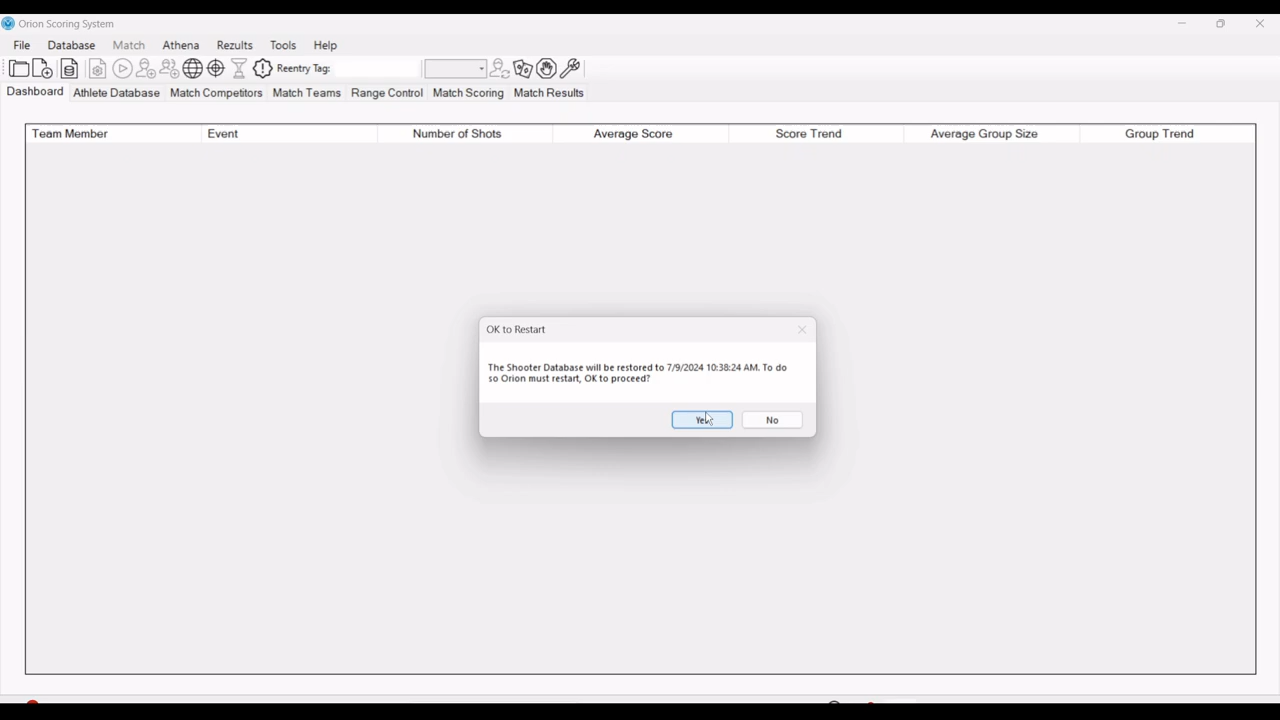 Orion Scoring System
File Database Match Athena Rezults Tools Help
Reentry Tag:
Dashboard Athlete Database Match Competitors Match Teams Range Control Match Scoring Match Results
Team Member Event Number of Shots Average Score Score Trend Average Group Size Group Trend
OK to Restart
The Shooter Database will be restored to 7/9/2024 10:38:24 AM. To do
so Orion must restart, OK to proceed?
Yes No